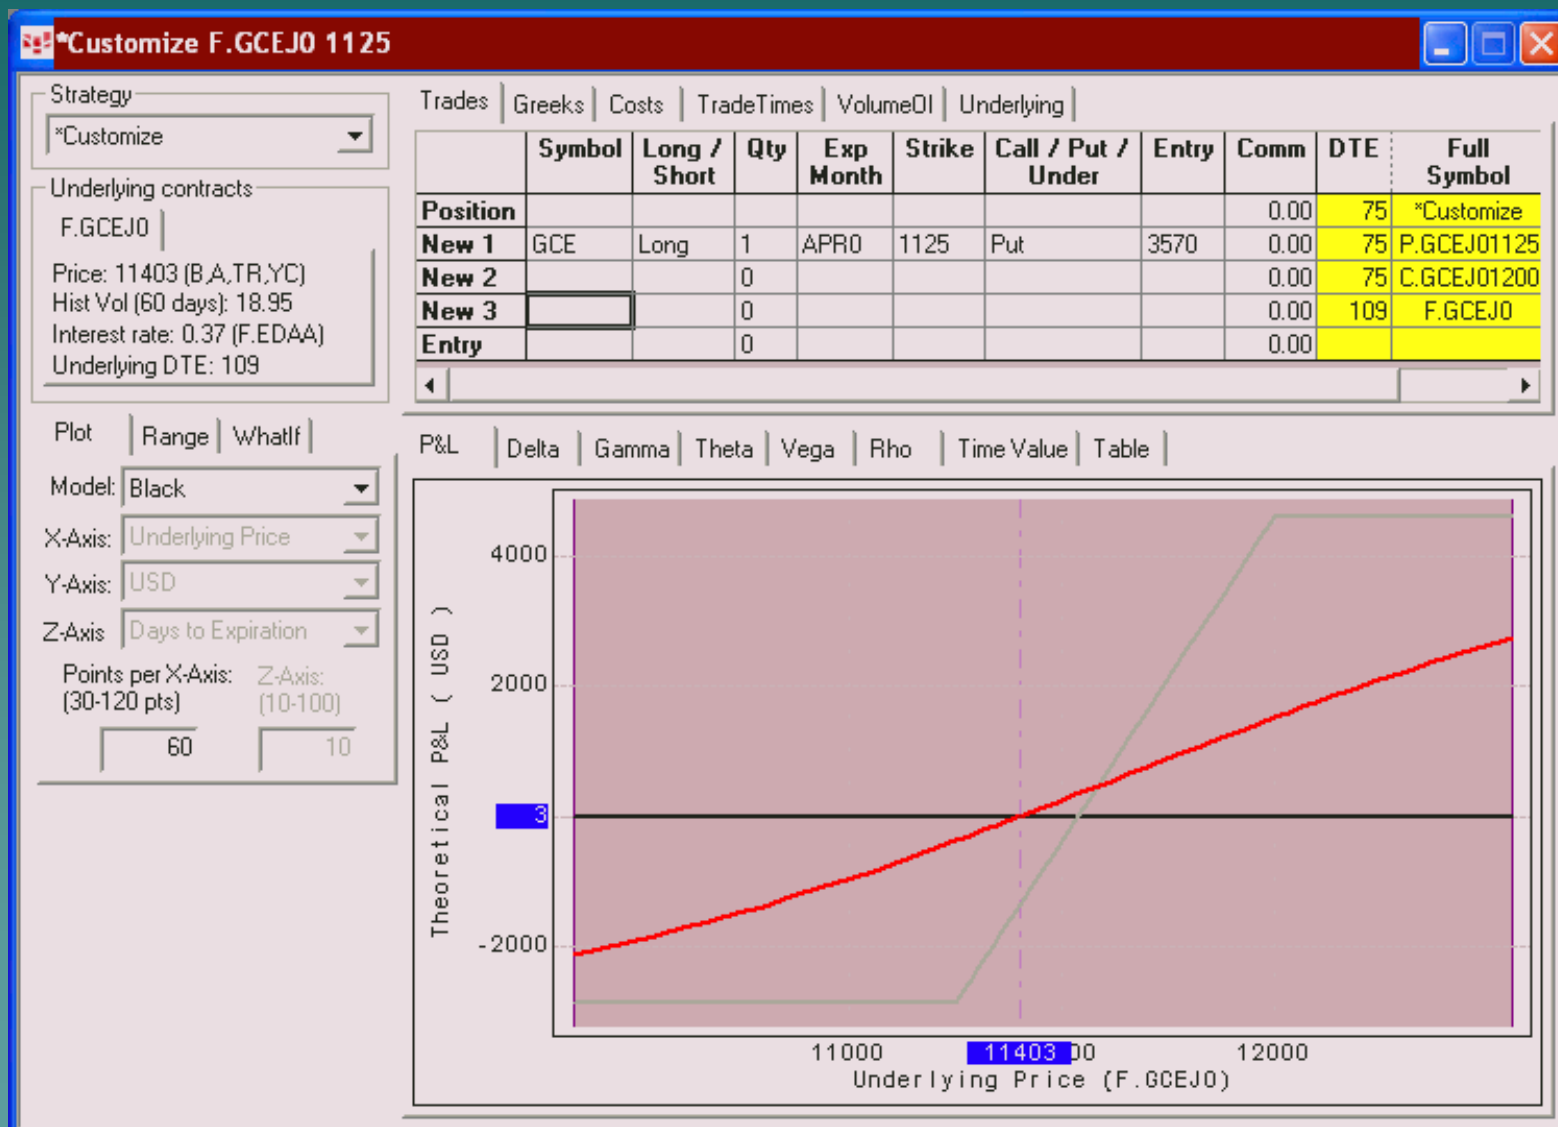 *Customize F.GCEJ0 1125
Strategy
*Customize
Underlying contracts
F.GCEJ0
Price: 11403 (B,A,TR,YC)
Hist Vol (60 days): 18.95
Interest rate: 0.37 (F.EDAA)
Underlying DTE: 109
Plot Range WhatIf
Model: Black
X-Axis: Underlying Price
Y-Axis: USD
Z-Axis Days to Expiration
Points per X-Axis: Z-Axis:
(30-120 pts) (10-100)
60 10
Trades Greeks Costs TradeTimes VolumeOI Underlying
Symbol Long / Qty Exp Strike Call / Put / Entry Comm DTE Full
Short Month Under Symbol
Position 0.00 75 *Customize
New 1 GCE Long 1 APR0 1125 Put 3570 0.00 75 P.GCEJ01125
New 2 0 0.00 75 C.GCEJ01200
New 3 0 0.00 109 F.GCEJ0
Entry 0 0.00
P&L Delta Gamma Theta Vega Rho Time Value Table
Theoretical P&L ( USD )
4000
2000
3
-2000
11000 11403 00 12000
Underlying Price (F.GCEJ0)